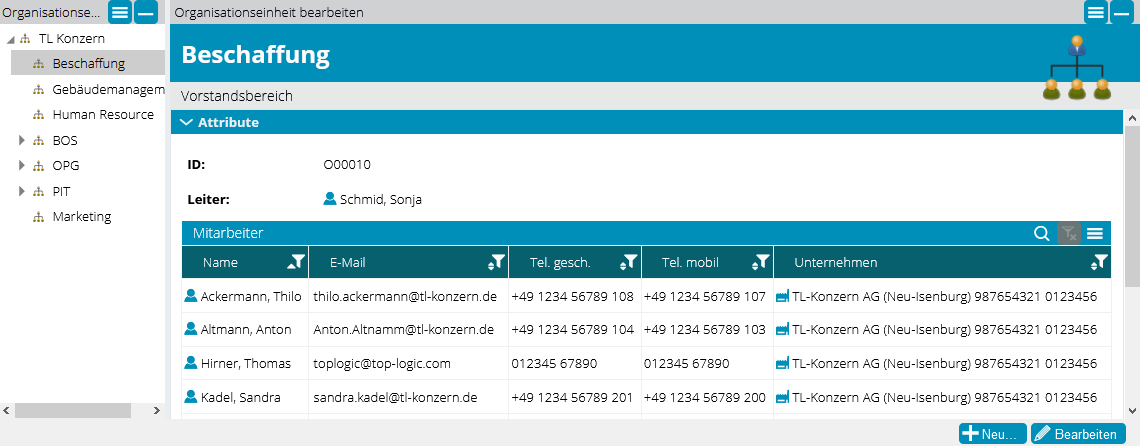 Organisationse...
Organisationseinheit bearbeiten
TL Konzern
Beschaffung
Gebäudemanagem
Human Resource
BOS
OPG
PIT
Marketing
Beschaffung
Vorstandsbereich
Attribute
ID: O00010
Leiter: Schmid, Sonja
Mitarbeiter
Name E-Mail Tel. gesch. Tel. mobil Unternehmen
Ackermann, Thilo thilo.ackermann@tl-konzern.de +49 1234 56789 108 +49 1234 56789 107 TL-Konzern AG (Neu-Isenburg) 987654321 0123456
Altmann, Anton Anton.Altnamm@tl-konzern.de +49 1234 56789 104 +49 1234 56789 103 TL-Konzern AG (Neu-Isenburg) 987654321 0123456
Hirner, Thomas toplogic@top-logic.com 012345 67890 012345 67890 TL-Konzern AG (Neu-Isenburg) 987654321 0123456
Kadel, Sandra sandra.kadel@tl-konzern.de +49 1234 56789 201 +49 1234 56789 200 TL-Konzern AG (Neu-Isenburg) 987654321 0123456
Neu... Bearbeiten